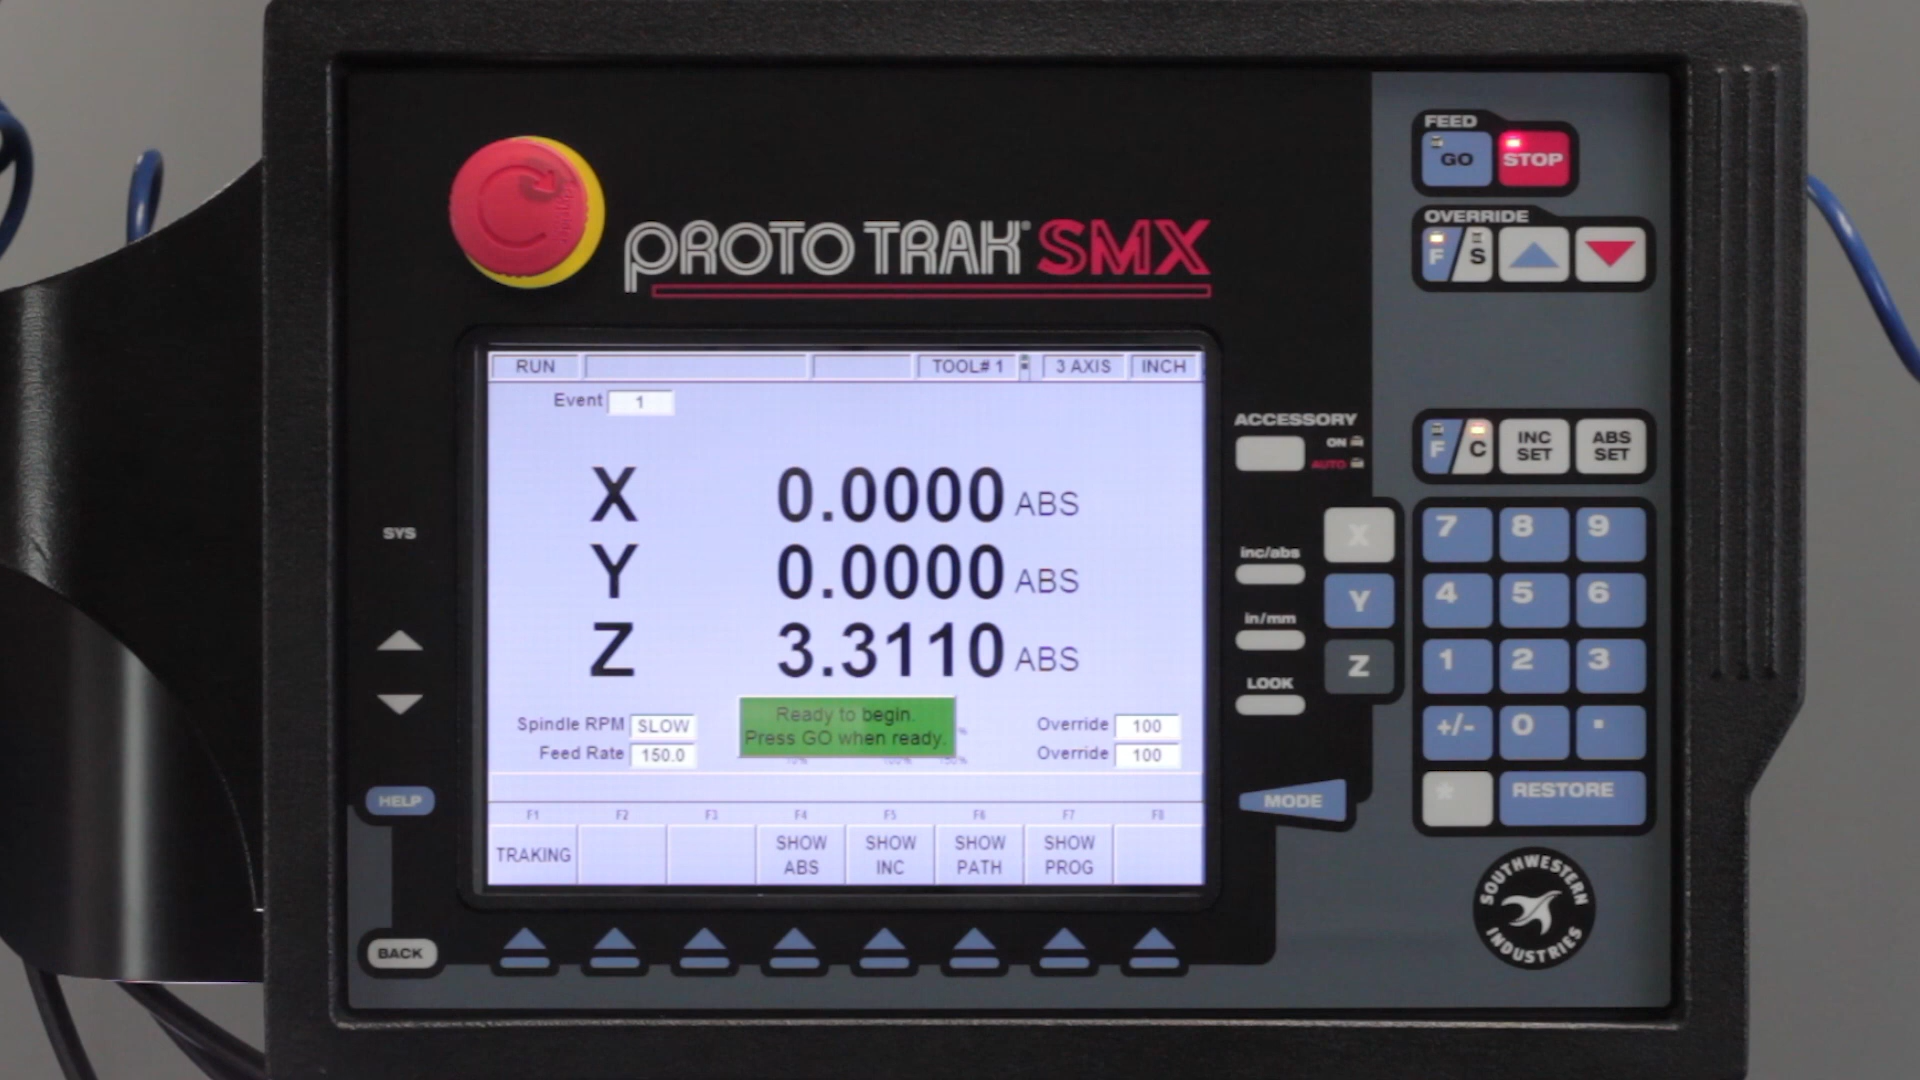 FEED
GO STOP
OVERRIDE
F / S
PROTO TRAK® SMX
RUN TOOL# 1 3 AXIS INCH
Event 1
X 0.0000 ABS
Y 0.0000 ABS
Z 3.3110 ABS
Ready to begin.
Press GO when ready.
Spindle RPM SLOW
Feed Rate 150.0
Override 100
Override 100
10% 100% 150%
F1 F2 F3 F4 F5 F6 F7 F8
TRAKING
SHOW ABS
SHOW INC
SHOW PATH
SHOW PROG
SYS
HELP
BACK
ACCESSORY
ON
AUTO
inc/abs
in/mm
LOOK
MODE
X
Y
Z
F / C
INC SET
ABS SET
7 8 9
4 5 6
1 2 3
+/- 0 .
* RESTORE
SOUTHWESTERN
INDUSTRIES